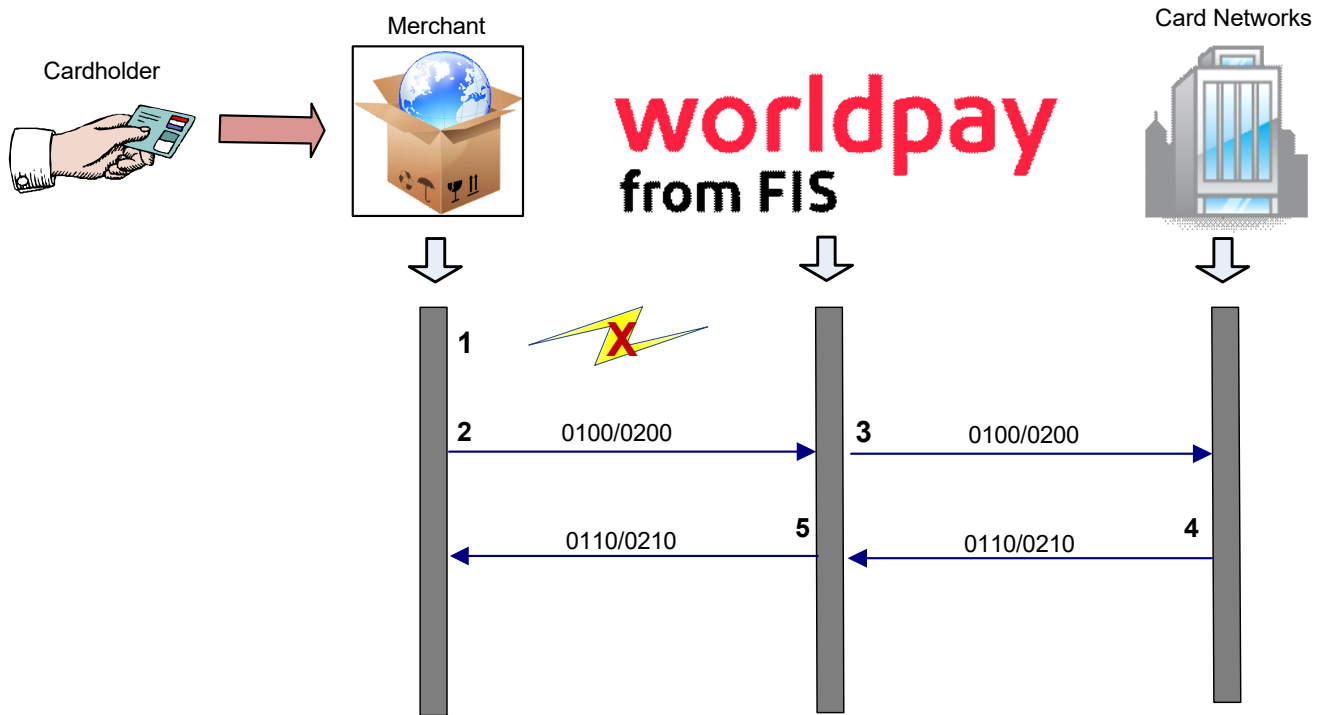 Card Networks
Merchant
Cardholder
worldpay
from FIS
1
X
2
0100/0200
3
0100/0200
0110/0210
5
0110/0210
4